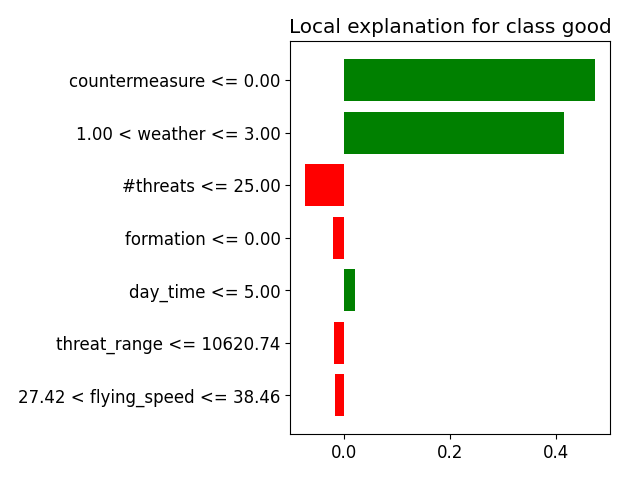 Local explanation for class good
countermeasure <= 0.00
1.00 < weather <= 3.00
#threats <= 25.00
formation <= 0.00
day_time <= 5.00
threat_range <= 10620.74
27.42 < flying_speed <= 38.46
0.0 0.2 0.4